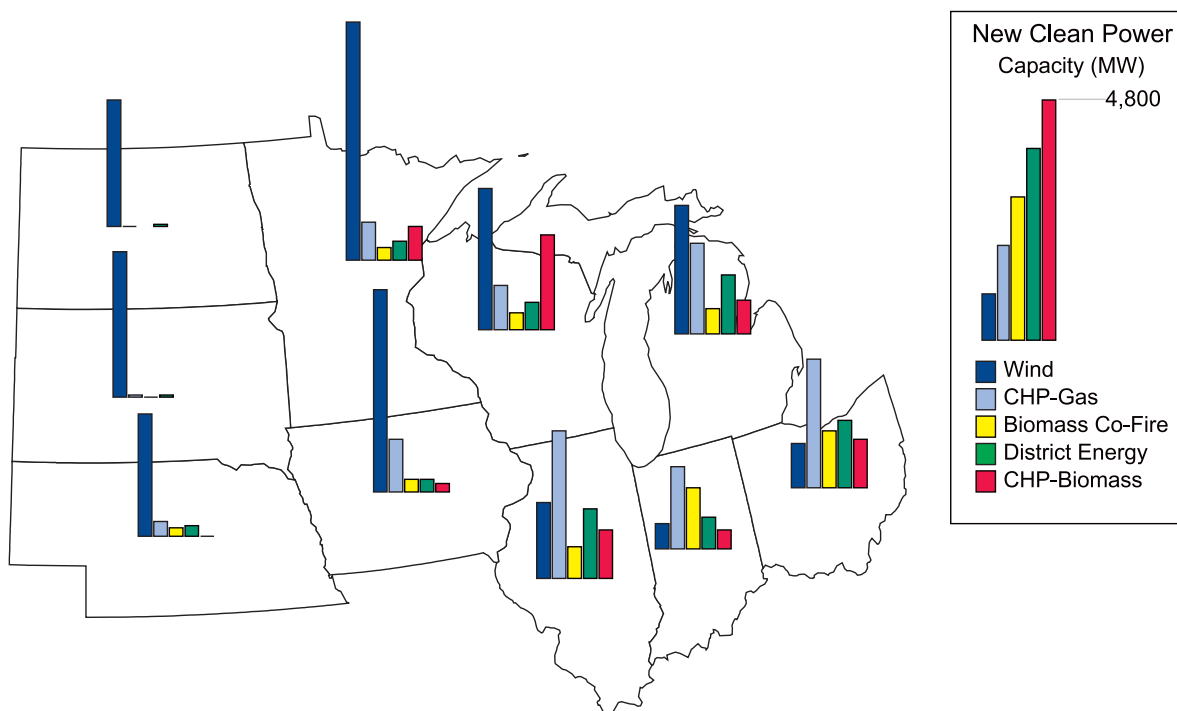 New Clean Power
Capacity (MW)
4,800
Wind
CHP-Gas
Biomass Co-Fire
District Energy
CHP-Biomass